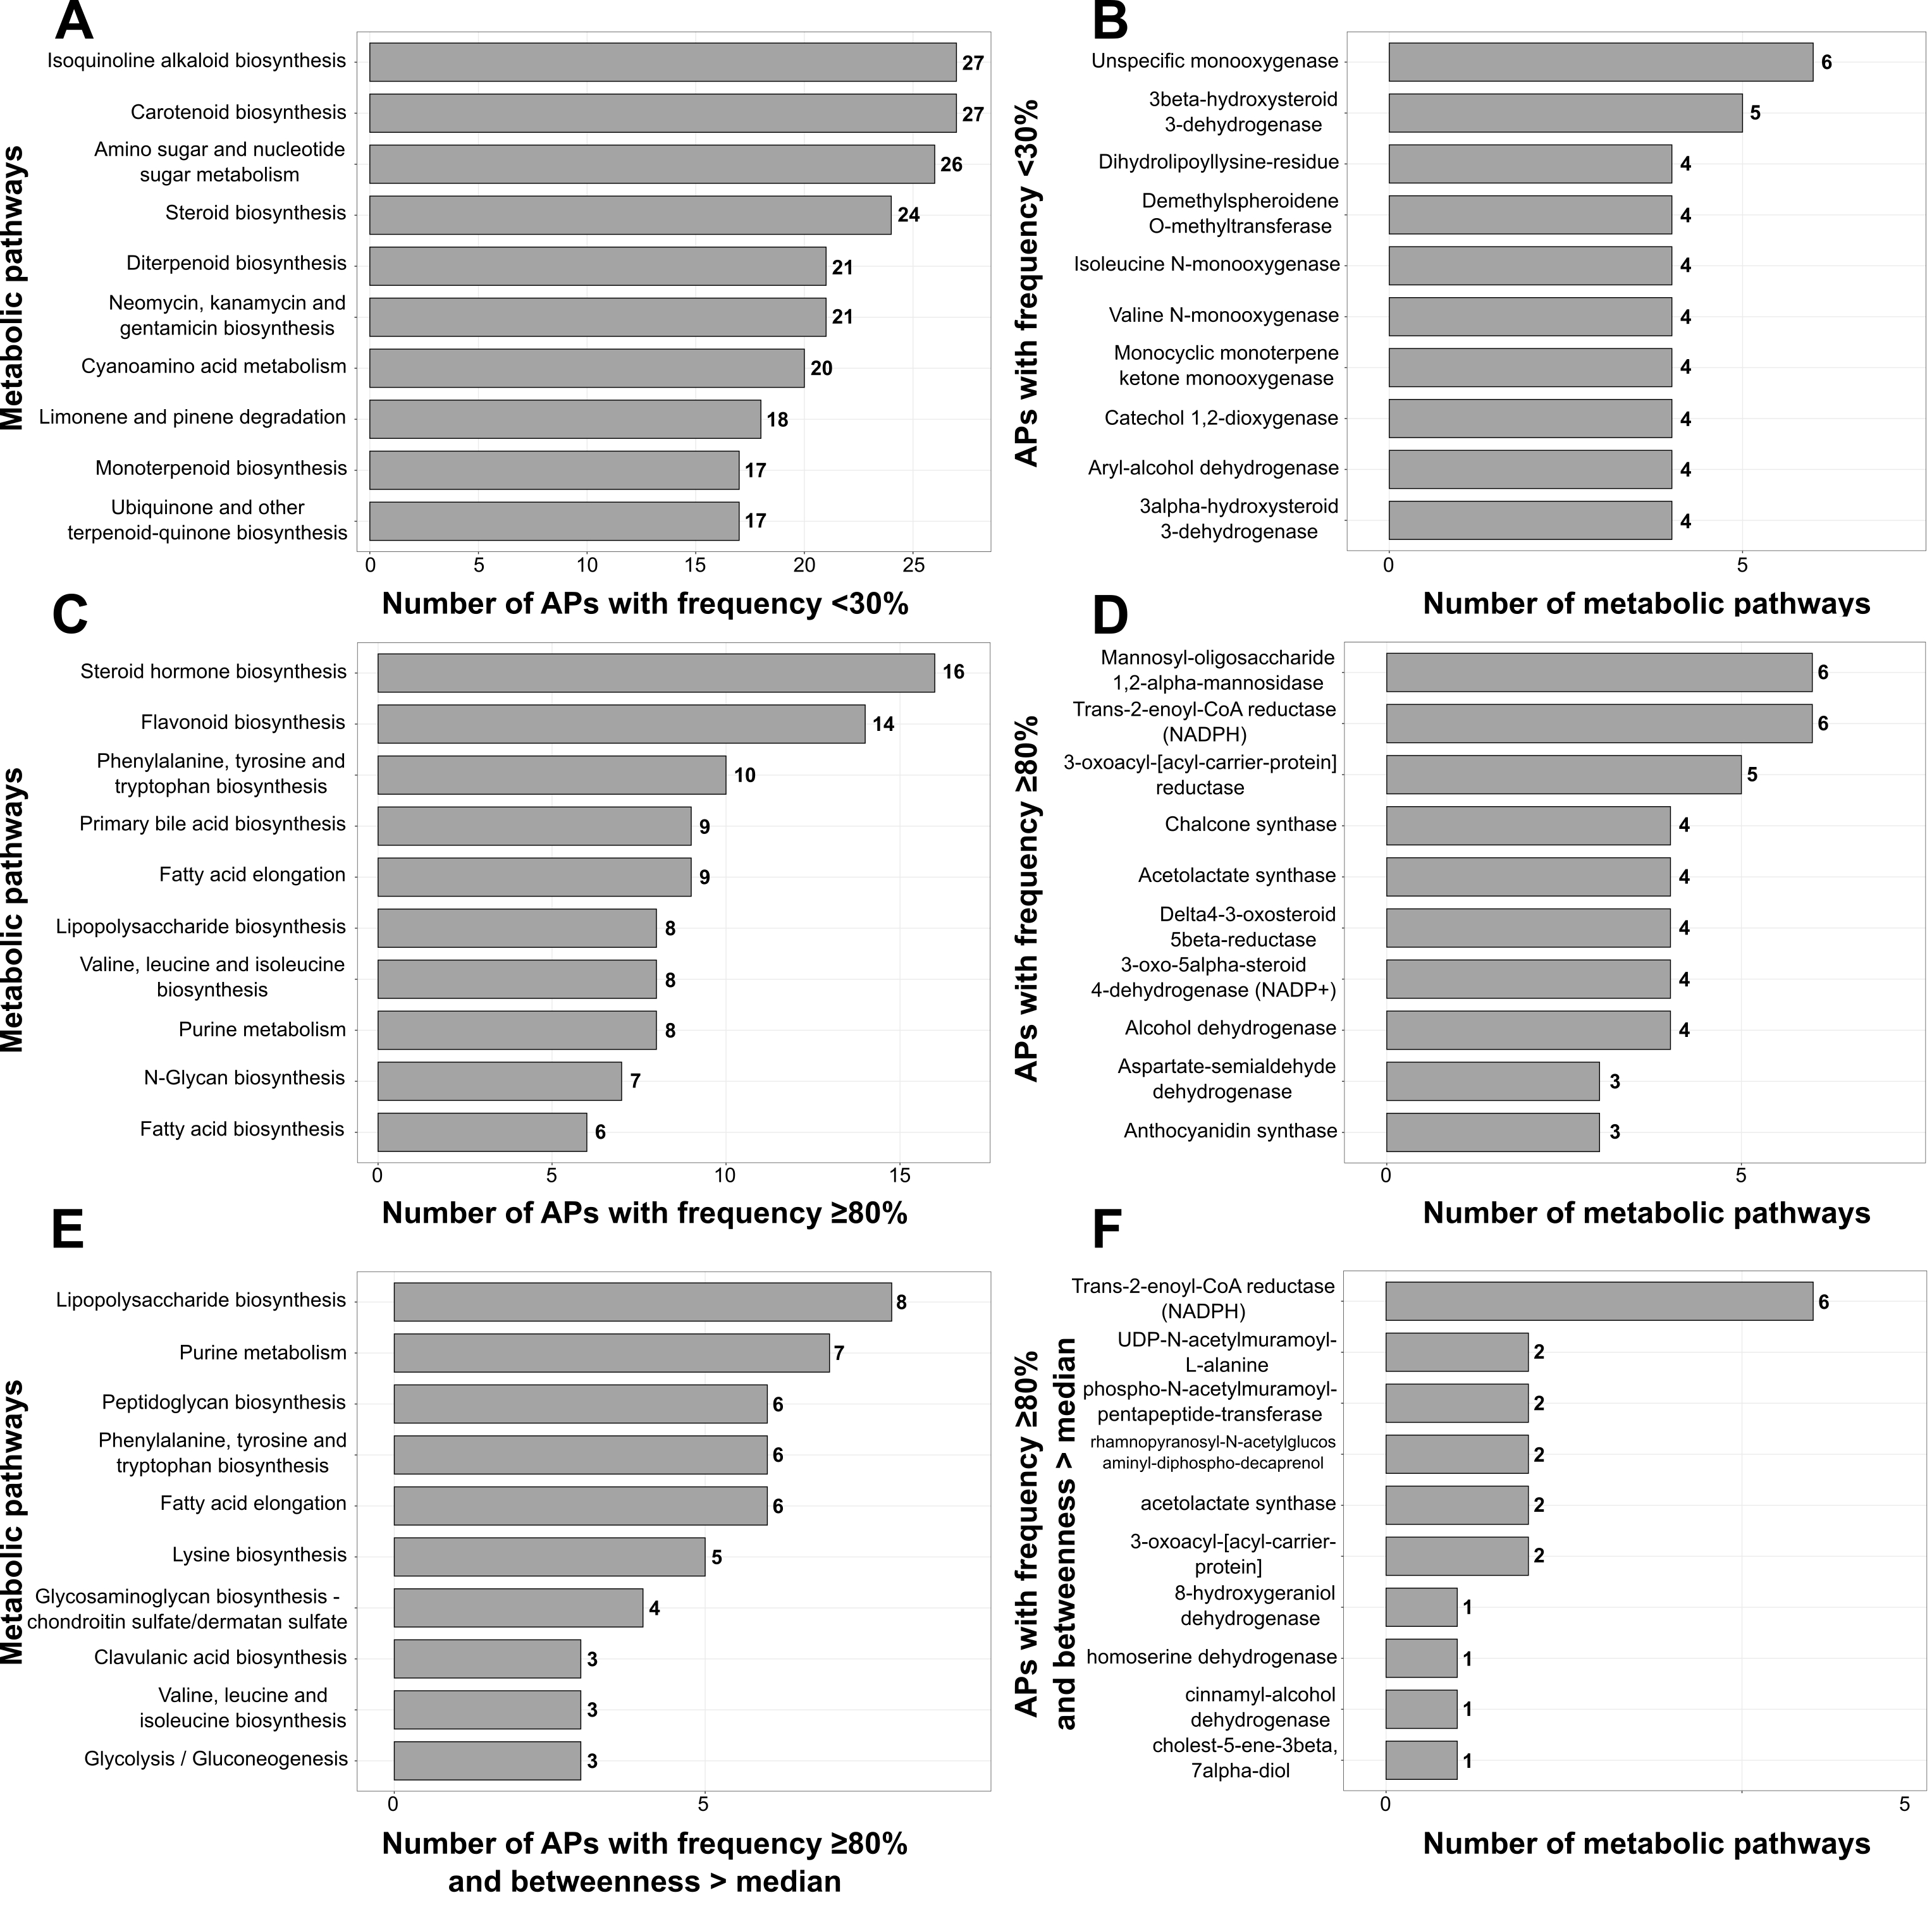 A
Metabolic pathways
Isoquinoline alkaloid biosynthesis
27
Carotenoid biosynthesis
27
Amino sugar and nucleotide
sugar metabolism
26
Steroid biosynthesis
24
Diterpenoid biosynthesis
21
Neomycin, kanamycin and
gentamicin biosynthesis
21
Cyanoamino acid metabolism
20
Limonene and pinene degradation
18
Monoterpenoid biosynthesis
17
Ubiquinone and other
terpenoid-quinone biosynthesis
17
0 5 10 15 20 25
Number of APs with frequency <30%
B
APs with frequency <30%
Unspecific monooxygenase
6
3beta-hydroxysteroid
3-dehydrogenase
5
Dihydrolipoyllysine-residue
4
Demethylspheroidene
O-methyltransferase
4
Isoleucine N-monooxygenase
4
Valine N-monooxygenase
4
Monocyclic monoterpene
ketone monooxygenase
4
Catechol 1,2-dioxygenase
4
Aryl-alcohol dehydrogenase
4
3alpha-hydroxysteroid
3-dehydrogenase
4
0 5
Number of metabolic pathways
C
Metabolic pathways
Steroid hormone biosynthesis
16
Flavonoid biosynthesis
14
Phenylalanine, tyrosine and
tryptophan biosynthesis
10
Primary bile acid biosynthesis
9
Fatty acid elongation
9
Lipopolysaccharide biosynthesis
8
Valine, leucine and isoleucine
biosynthesis
8
Purine metabolism
8
N-Glycan biosynthesis
7
Fatty acid biosynthesis
6
0 5 10 15
Number of APs with frequency ≥80%
D
APs with frequency ≥80%
Mannosyl-oligosaccharide
1,2-alpha-mannosidase
6
Trans-2-enoyl-CoA reductase
(NADPH)
6
3-oxoacyl-[acyl-carrier-protein]
reductase
5
Chalcone synthase
4
Acetolactate synthase
4
Delta4-3-oxosteroid
5beta-reductase
4
3-oxo-5alpha-steroid
4-dehydrogenase (NADP+)
4
Alcohol dehydrogenase
4
Aspartate-semialdehyde
dehydrogenase
3
Anthocyanidin synthase
3
0 5
Number of metabolic pathways
E
Metabolic pathways
Lipopolysaccharide biosynthesis
8
Purine metabolism
7
Peptidoglycan biosynthesis
6
Phenylalanine, tyrosine and
tryptophan biosynthesis
6
Fatty acid elongation
6
Lysine biosynthesis
5
Glycosaminoglycan biosynthesis -
chondroitin sulfate/dermatan sulfate
4
Clavulanic acid biosynthesis
3
Valine, leucine and
isoleucine biosynthesis
3
Glycolysis / Gluconeogenesis
3
0 5
Number of APs with frequency ≥80%
and betweenness > median
F
APs with frequency ≥80%
and betweenness > median
Trans-2-enoyl-CoA reductase
(NADPH)
6
UDP-N-acetylmuramoyl-
L-alanine
2
phospho-N-acetylmuramoyl-
pentapeptide-transferase
2
rhamnopyranosyl-N-acetylglucos
aminyl-diphospho-decaprenol
2
acetolactate synthase
2
3-oxoacyl-[acyl-carrier-
protein]
2
8-hydroxygeraniol
dehydrogenase
1
homoserine dehydrogenase
1
cinnamyl-alcohol
dehydrogenase
1
cholest-5-ene-3beta,
7alpha-diol
1
0 5
Number of metabolic pathways